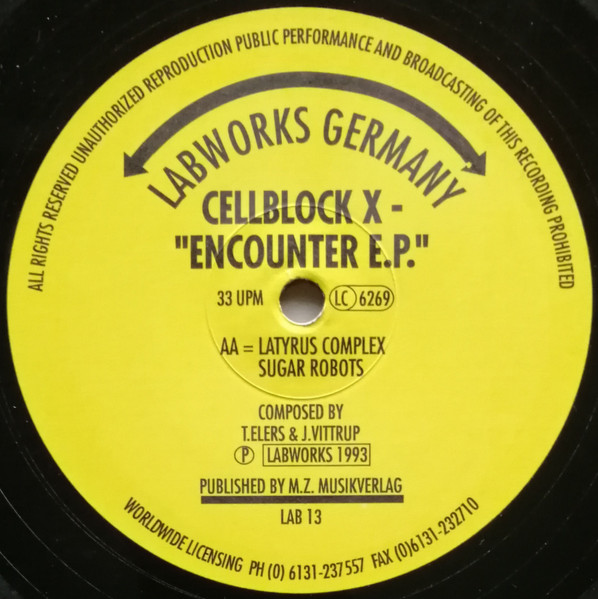 ALL RIGHTS RESERVED UNAUTHORIZED REPRODUCTION PUBLIC PERFORMANCE AND BROADCASTING OF THIS RECORDING PROHIBITED
LABWORKS GERMANY
CELLBLOCK X -
"ENCOUNTER E.P."
33 UPM LC 6269
AA = LATYRUS COMPLEX
SUGAR ROBOTS
COMPOSED BY
T.ELERS & J.VITTRUP
Ⓟ LABWORKS 1993
PUBLISHED BY M.Z. MUSIKVERLAG
LAB 13
WORLDWIDE LICENSING PH (0) 6131-237557 FAX (0)6131-232710